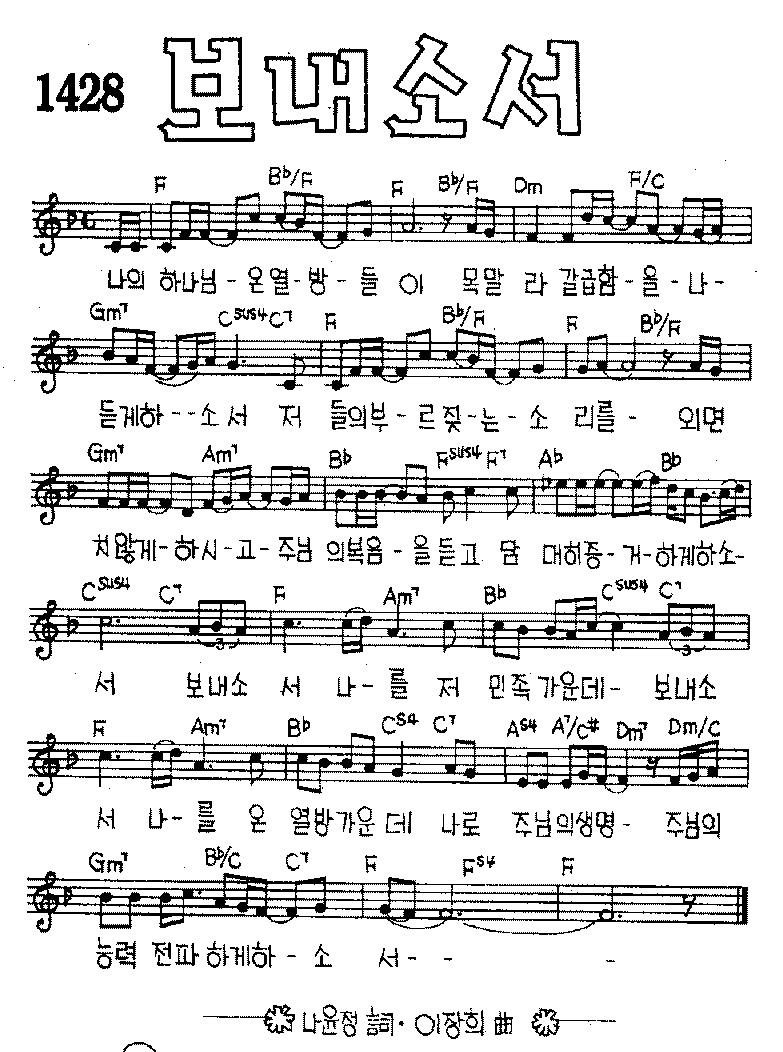 1428 보내소서
F B♭/F F B♭/F Dm F/C
나의 하나님 - 온열 - 방 - 들 이 목말 라 갈급함 - 을 - 나 -
Gm7 Csus4 C7 F B♭/F F B♭/F
듣게하 - - 소 서 저 들의부 - 르짖 - 는 - 소 리를 - 외면
Gm7 Am7 B♭ Fsus4 F7 A♭ B♭
치않게 - 하시 - 고 - 주님 의복음 - 을듣고 담 대히증 - 거 - 하게하소 -
Csus4 C7 F Am7 B♭ Csus4 C7
3 3
서 보내소 서 나 - 를 저 민족가운데 - 보내소
F Am7 B♭ CS4 C7 AS4 A7/C# Dm7 Dm/C
서 나 - 를 온 열방가운 데 나로 주님의생명 - 주님의
Gm7 B♭/C C7 F FS4 F
능력 전파하게하 - 소 서 - - -
나윤정 詞 · 이장희 曲